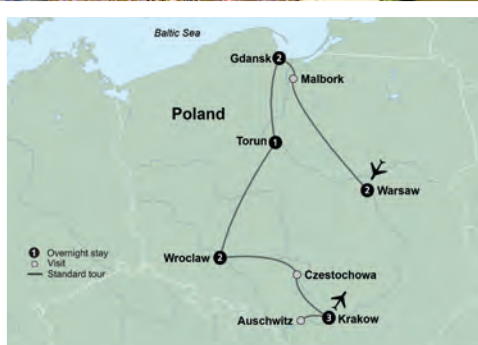 Baltic Sea
Gdansk 2
Malbork
Poland
Torun 1
2 Warsaw
1 Overnight stay
Visit
Standard tour
Wroclaw 2
Czestochowa
Auschwitz
3 Krakow